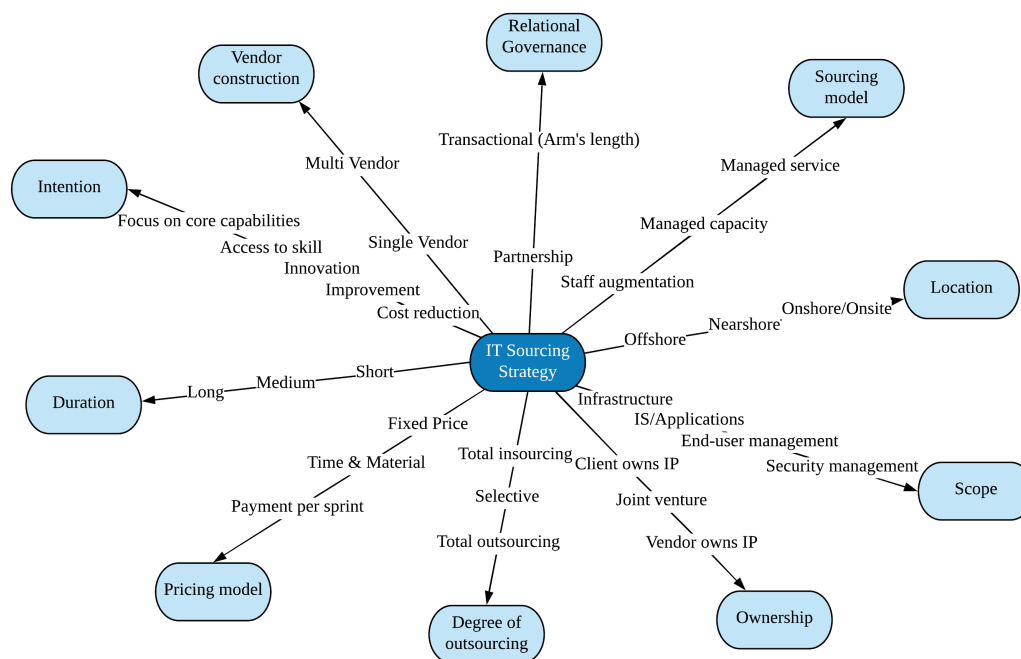 Relational
Governance
Vendor
construction
Sourcing
model
Transactional (Arm's length)
Multi Vendor
Managed service
Intention
Focus on core capabilities
Managed capacity
Access to skill
Single Vendor
Partnership
Innovation
Staff augmentation
Improvement
Location
Onshore/Onsite
Cost reduction
Nearshore
Offshore
IT Sourcing
Strategy
Short
Medium
Long
Duration
Infrastructure
IS/Applications
Fixed Price
End-user management
Total insourcing
Time & Material
Client owns IP
Security management
Scope
Selective
Joint venture
Payment per sprint
Total outsourcing
Vendor owns IP
Pricing model
Ownership
Degree of
outsourcing